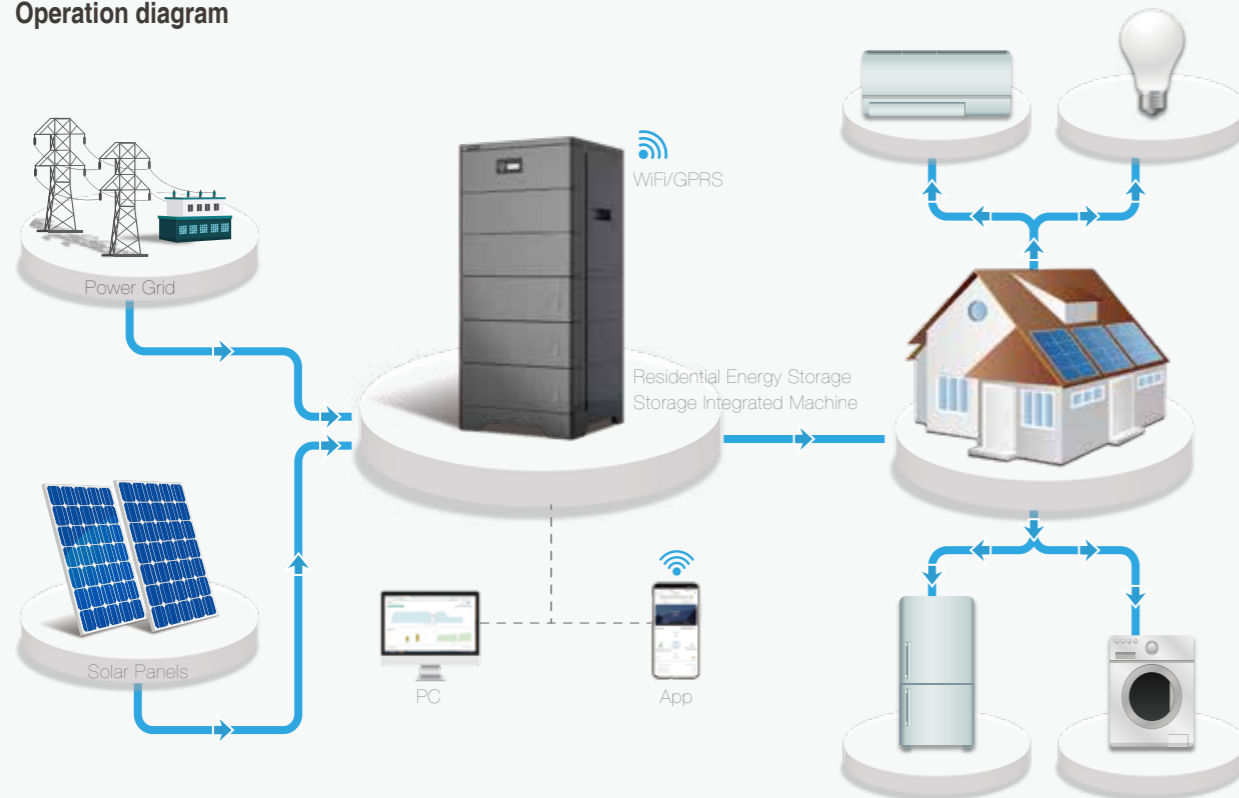 Operation diagram
WiFi/GPRS
Power Grid
Residential Energy Storage
Storage Integrated Machine
Solar Panels
PC
App